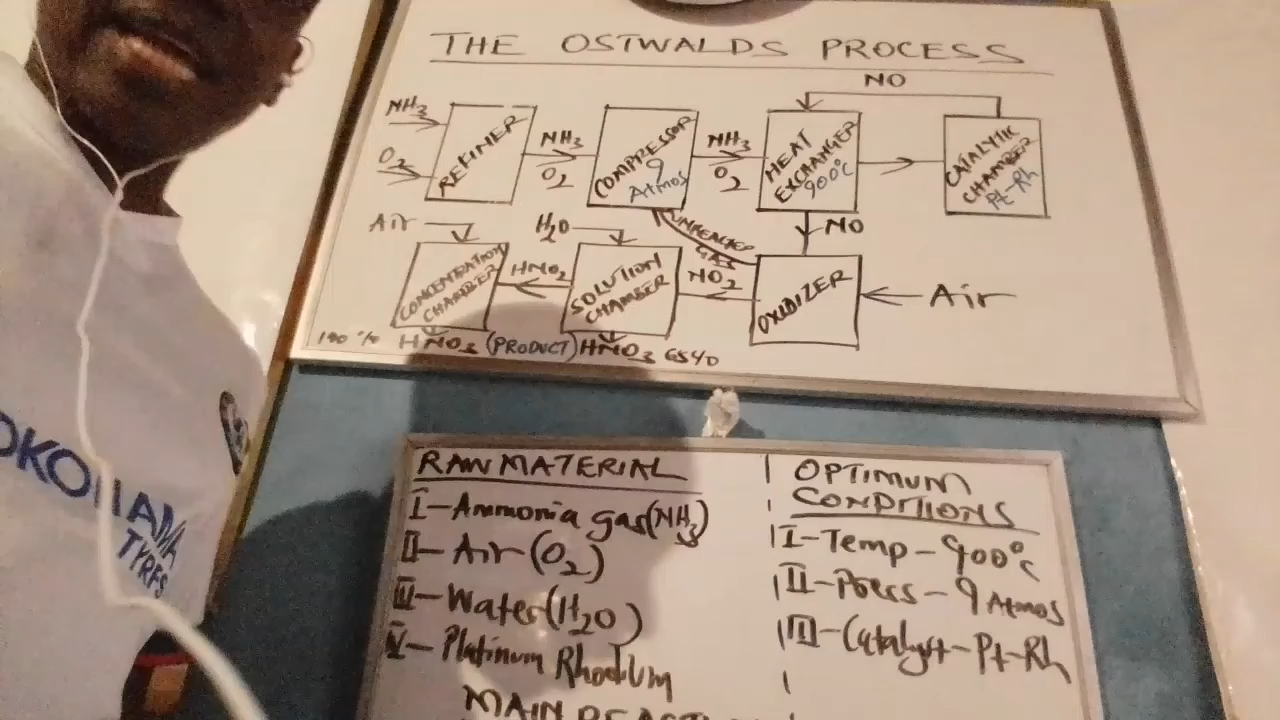 THE OSTWALDS PROCESS
NO
NH3
O2
REFINER
NH3
O2
COMPRESSOR
9
Atmos
NH3
O2
HEAT
EXCHANGER
900°C
CATALYTIC
CHAMBER
Pt-Rh
NO
Air
CONCENTRATION
CHAMBER
HNO2
H2O
SOLUTION
CHAMBER
NO2
UNREACTED
GAS
OXIDIZER
Air
100 %
HNO3 (PRODUCT)
HNO3
RAW MATERIAL
I-Ammonia gas(NH3)
II-Air(O2)
III-Water(H2O)
IV-Platinum Rhodium
OPTIMUM
CONDITIONS
I-Temp-900°C
II-Press-9 Atmos
III-Catalyst-Pt-Rh
MAIN
YOKOHAMA
TYRES